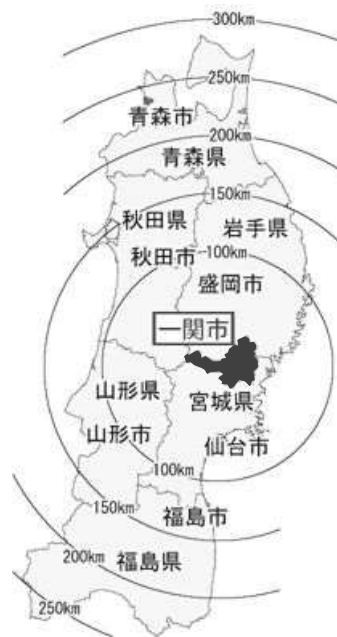 300km
250km
青森市
200km
青森県
150km
秋田県
岩手県
秋田市
100km
盛岡市
一関市
山形県
宮城県
山形市
仙台市
100km
150km
福島市
200km
福島県
250km